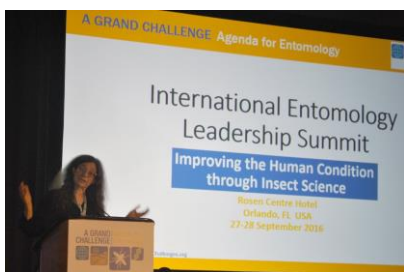 A GRAND CHALLENGE Agenda for Entomology
International Entomology
Leadership Summit
Improving the Human Condition
through Insect Science
Rosen Centre Hotel
Orlando, FL USA
27-28 September 2016
A GRAND
CHALLENGE